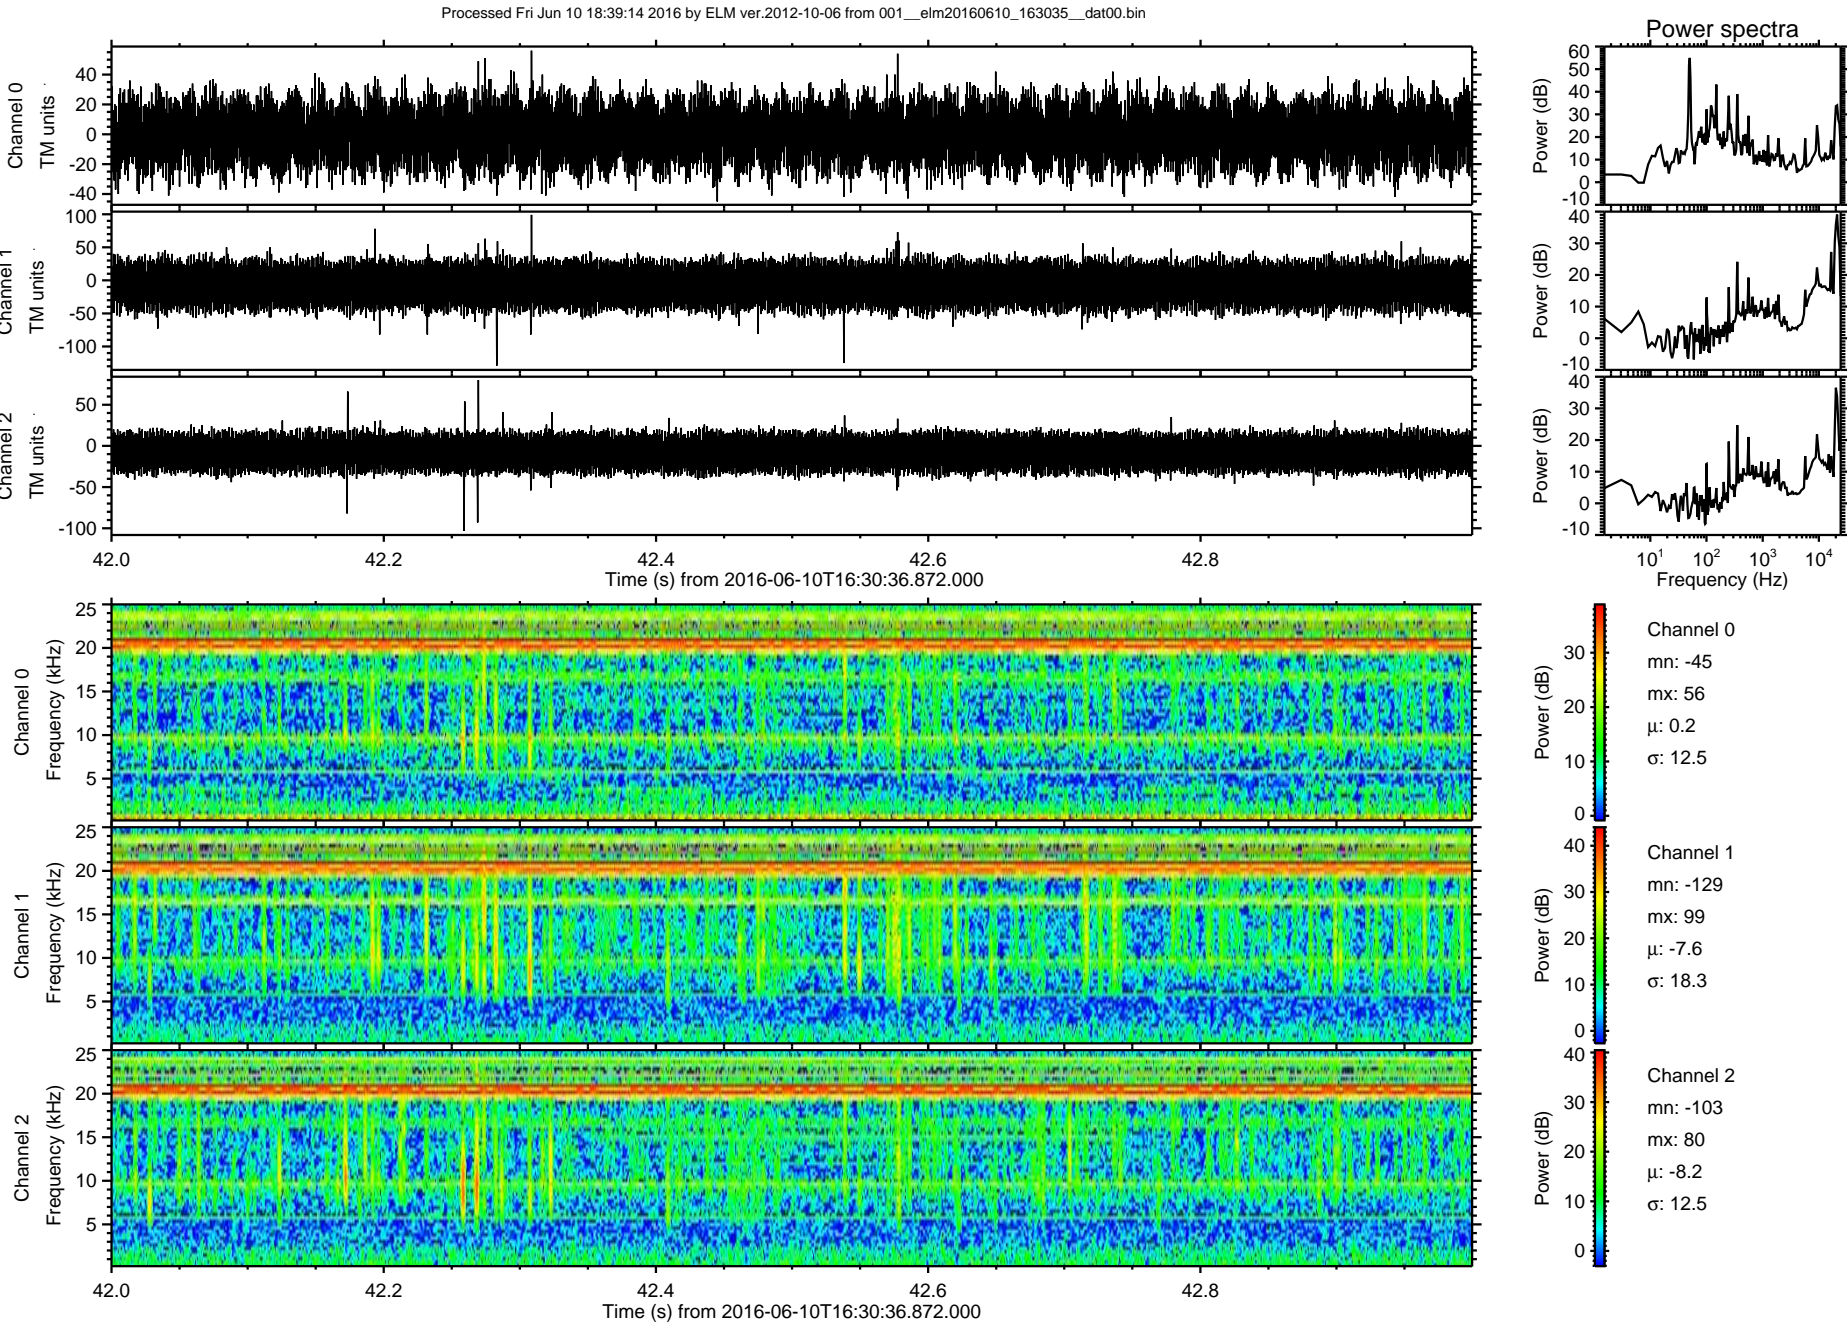 Processed Fri Jun 10 18:39:14 2016 by ELM ver.2012-10-06 from 001__elm20160610_163035__dat00.bin
Power spectra
Channel 0
TM units
40
20
0
-20
-40
Power (dB)
60
50
40
30
20
10
0
-10
Channel 1
TM units
100
50
0
-50
-100
Power (dB)
40
30
20
10
0
-10
Channel 2
TM units
50
0
-50
-100
Power (dB)
40
30
20
10
0
-10
42.0 42.2 42.4 42.6 42.8
Time (s) from 2016-06-10T16:30:36.872.000
10^1 10^2 10^3 10^4
Frequency (Hz)
Channel 0
Frequency (kHz)
25
20
15
10
5
Power (dB)
30
20
10
0
Channel 0
mn: -45
mx: 56
μ: 0.2
σ: 12.5
Channel 1
Frequency (kHz)
25
20
15
10
5
Power (dB)
40
30
20
10
0
Channel 1
mn: -129
mx: 99
μ: -7.6
σ: 18.3
Channel 2
Frequency (kHz)
25
20
15
10
5
Power (dB)
40
30
20
10
0
Channel 2
mn: -103
mx: 80
μ: -8.2
σ: 12.5
42.0 42.2 42.4 42.6 42.8
Time (s) from 2016-06-10T16:30:36.872.000